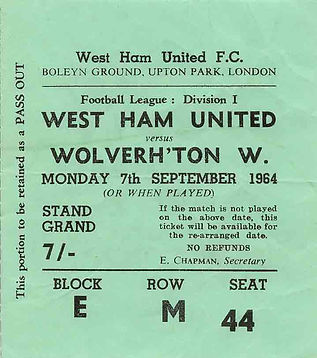 West Ham United F.C.
BOLEYN GROUND, UPTON PARK, LONDON
Football League : Division I
WEST HAM UNITED
versus
WOLVERH'TON W.
MONDAY 7th SEPTEMBER 1964
(OR WHEN PLAYED)
STAND
GRAND
7/-
If the match is not played
on the above date, this
ticket will be available for
the re-arranged date.
NO REFUNDS
E. CHAPMAN, Secretary
BLOCK ROW SEAT
E M 44
This portion to be retained as a PASS OUT